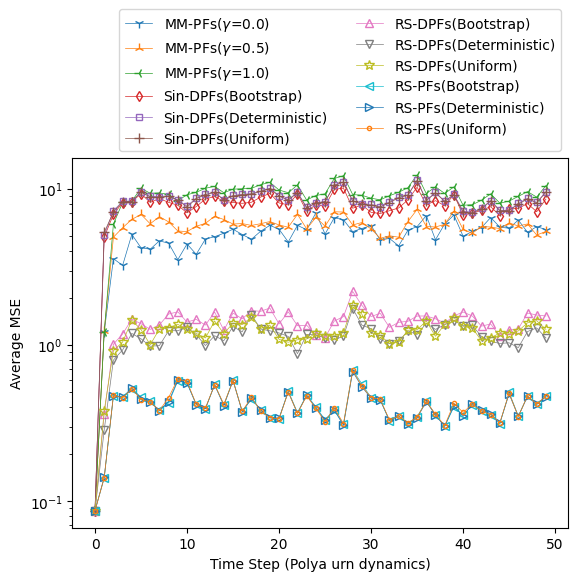 MM-PFs(γ=0.0)
MM-PFs(γ=0.5)
MM-PFs(γ=1.0)
Sin-DPFs(Bootstrap)
Sin-DPFs(Deterministic)
Sin-DPFs(Uniform)
RS-DPFs(Bootstrap)
RS-DPFs(Deterministic)
RS-DPFs(Uniform)
RS-PFs(Bootstrap)
RS-PFs(Deterministic)
RS-PFs(Uniform)
10¹
10⁰
10⁻¹
Average MSE
0 10 20 30 40 50
Time Step (Polya urn dynamics)